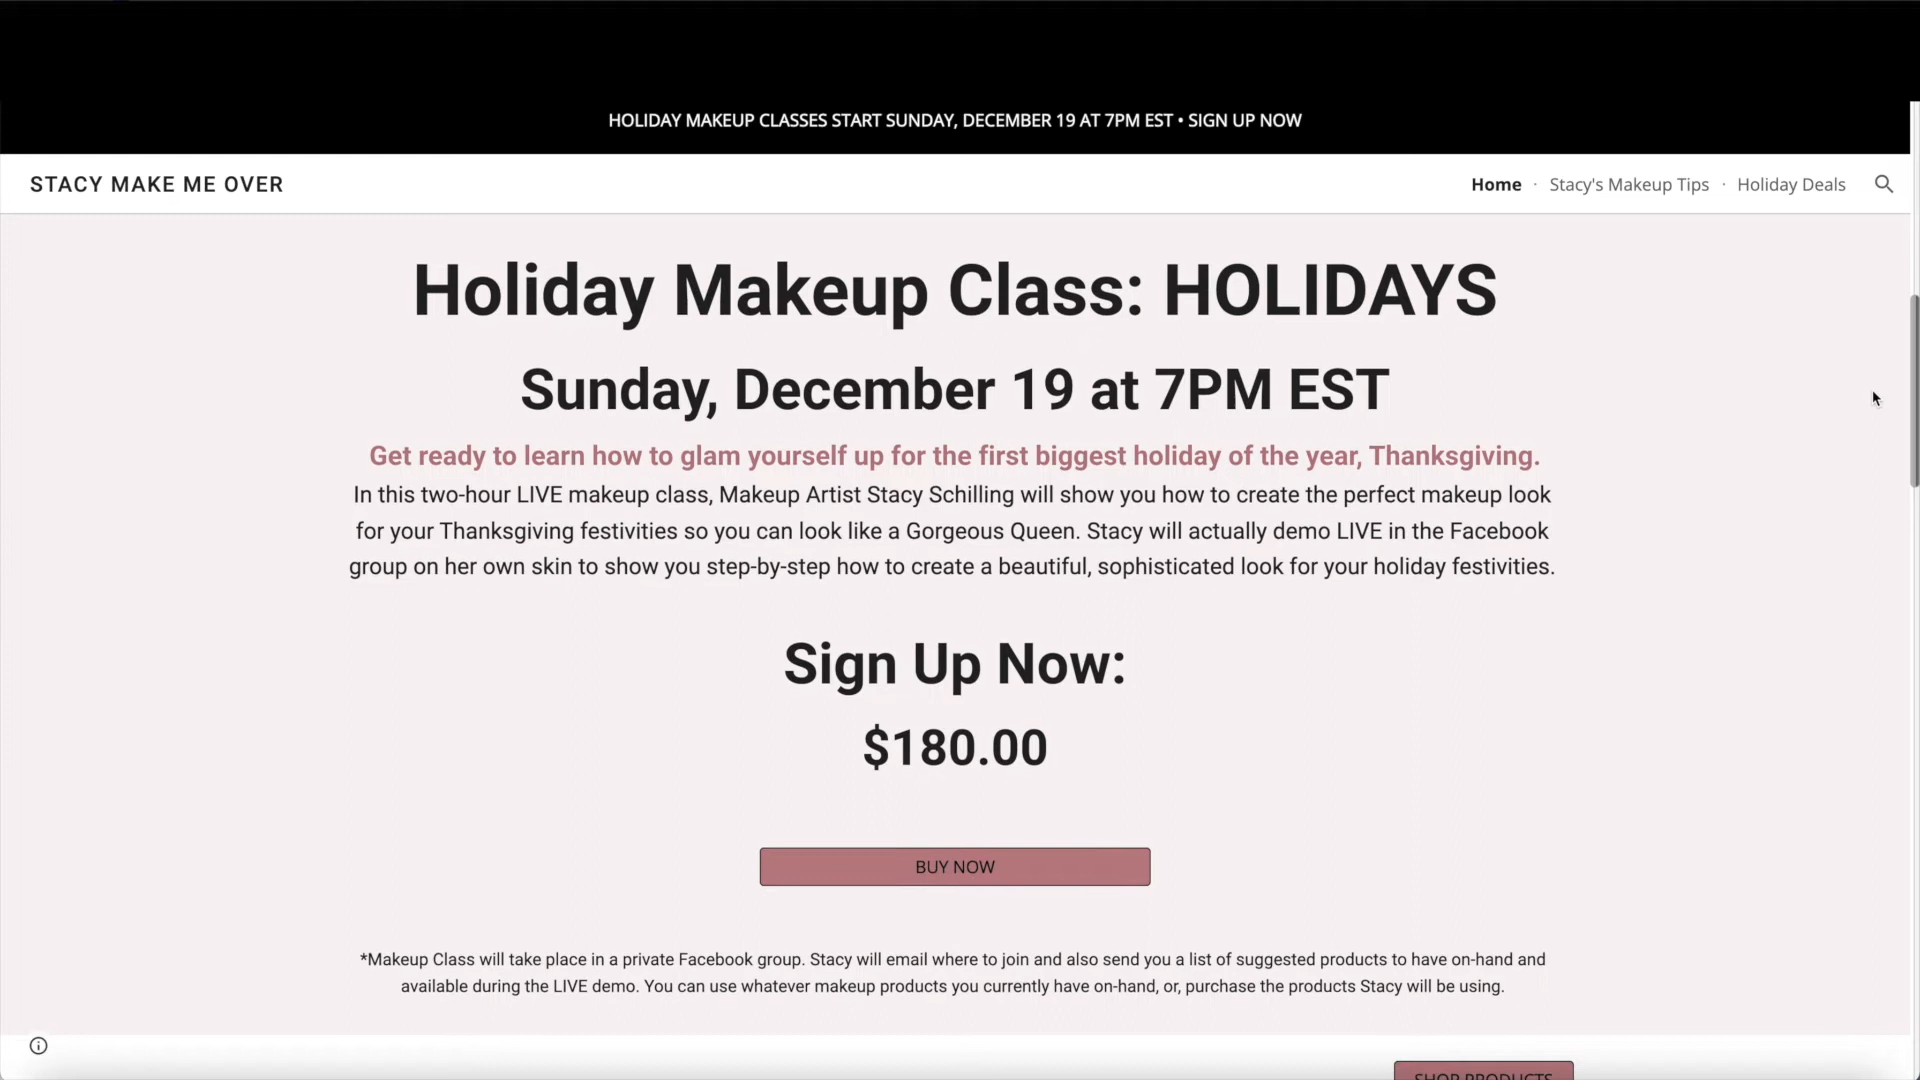 HOLIDAY MAKEUP CLASSES START SUNDAY, DECEMBER 19 AT 7PM EST • SIGN UP NOW
STACY MAKE ME OVER
Home · Stacy's Makeup Tips · Holiday Deals
Holiday Makeup Class: HOLIDAYS
Sunday, December 19 at 7PM EST
Get ready to learn how to glam yourself up for the first biggest holiday of the year, Thanksgiving.
In this two-hour LIVE makeup class, Makeup Artist Stacy Schilling will show you how to create the perfect makeup look
for your Thanksgiving festivities so you can look like a Gorgeous Queen. Stacy will actually demo LIVE in the Facebook
group on her own skin to show you step-by-step how to create a beautiful, sophisticated look for your holiday festivities.
Sign Up Now:
$180.00
BUY NOW
*Makeup Class will take place in a private Facebook group. Stacy will email where to join and also send you a list of suggested products to have on-hand and
available during the LIVE demo. You can use whatever makeup products you currently have on-hand, or, purchase the products Stacy will be using.
SHOP PRODUCTS